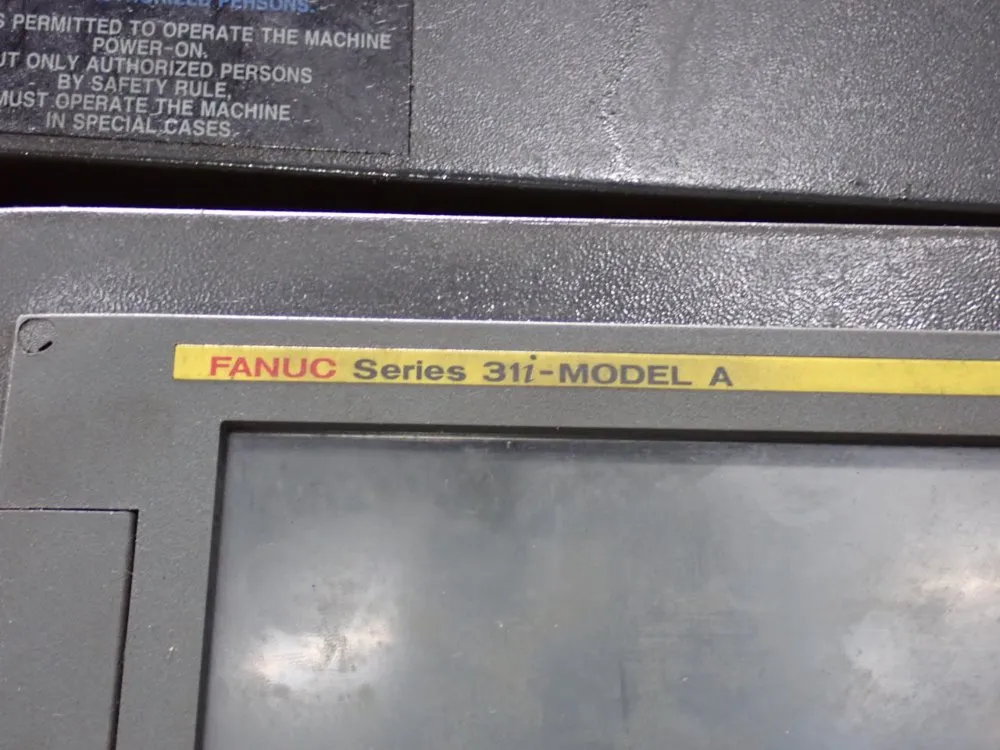 PERSONS.
PERMITTED TO OPERATE THE MACHINE
POWER-ON.
ONLY AUTHORIZED PERSONS
BY SAFETY RULE,
MUST OPERATE THE MACHINE
IN SPECIAL CASES.
FANUC Series 31i-MODEL A